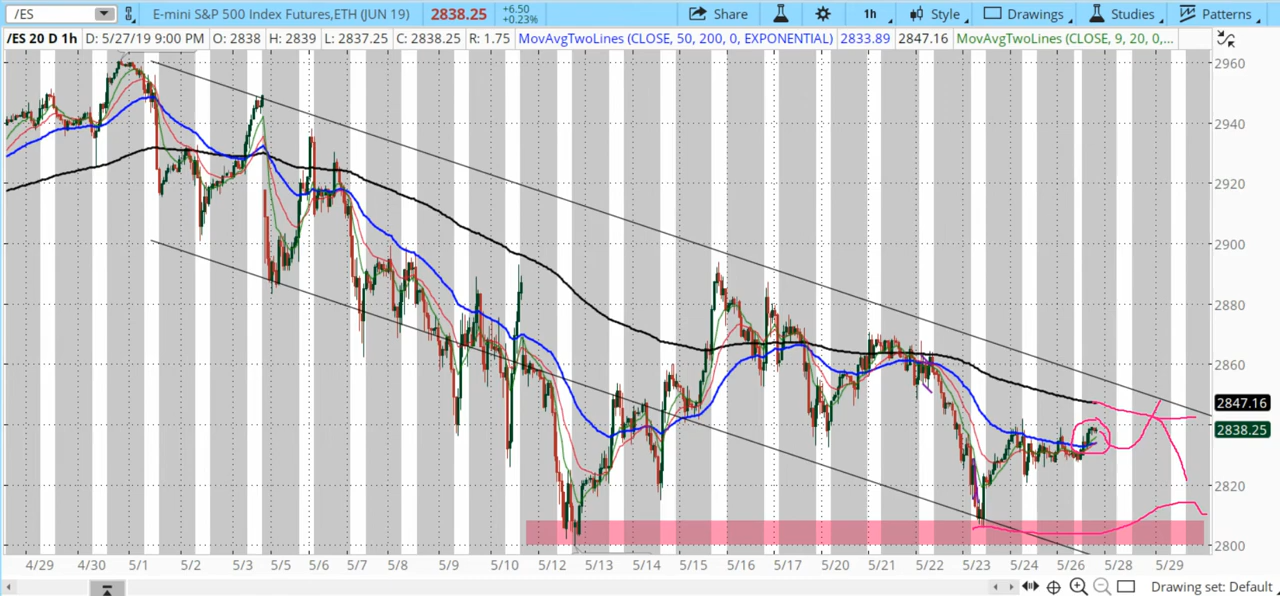 /ES E-mini S&P 500 Index Futures,ETH (JUN 19) 2838.25 +6.50 +0.23% Share 1h Style Drawings Studies Patterns
/ES 20 D 1h D: 5/27/19 9:00 PM O: 2838 H: 2839 L: 2837.25 C: 2838.25 R: 1.75 MovAvgTwoLines (CLOSE, 50, 200, 0, EXPONENTIAL) 2833.89 2847.16 MovAvgTwoLines (CLOSE, 9, 20, 0,...
2960
2940
2920
2900
2880
2860
2847.16
2838.25
2820
2800
4/29 4/30 5/1 5/2 5/3 5/5 5/6 5/7 5/8 5/9 5/10 5/12 5/13 5/14 5/15 5/16 5/17 5/20 5/21 5/22 5/23 5/24 5/26 5/28 5/29
Drawing set: Default